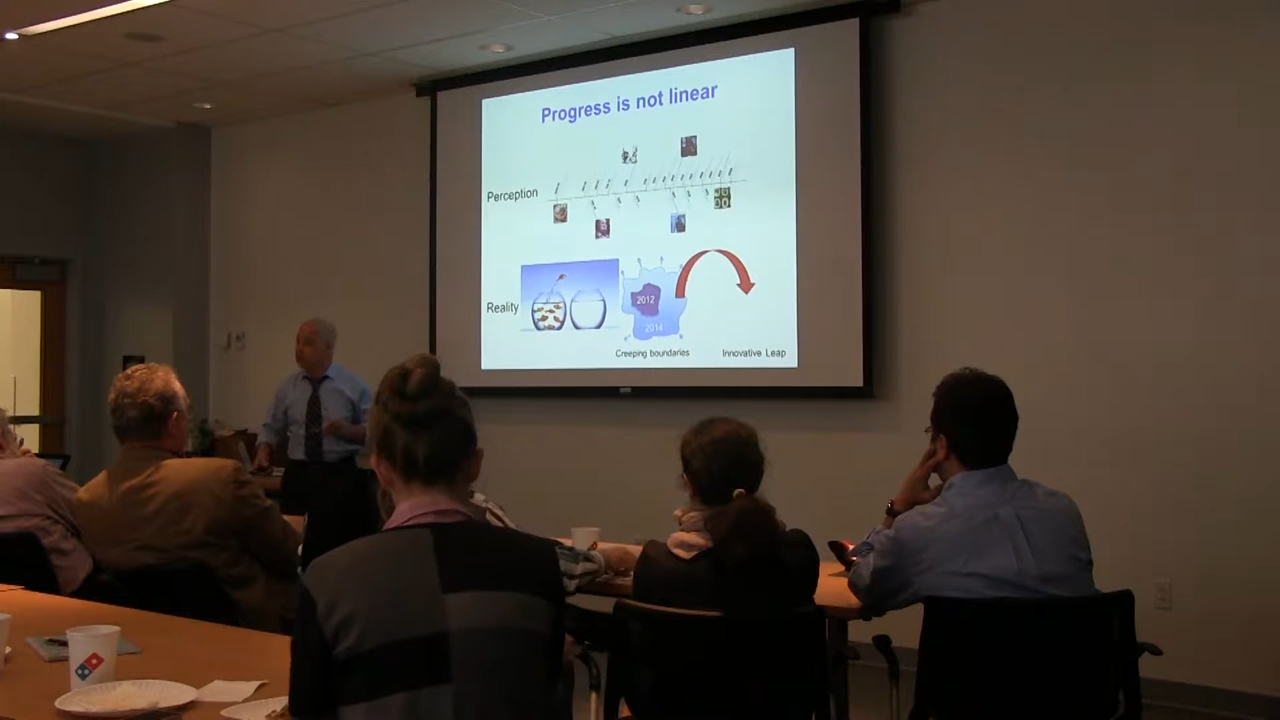 Progress is not linear
Perception
Reality
2012
2014
Creeping boundaries
Innovative Leap